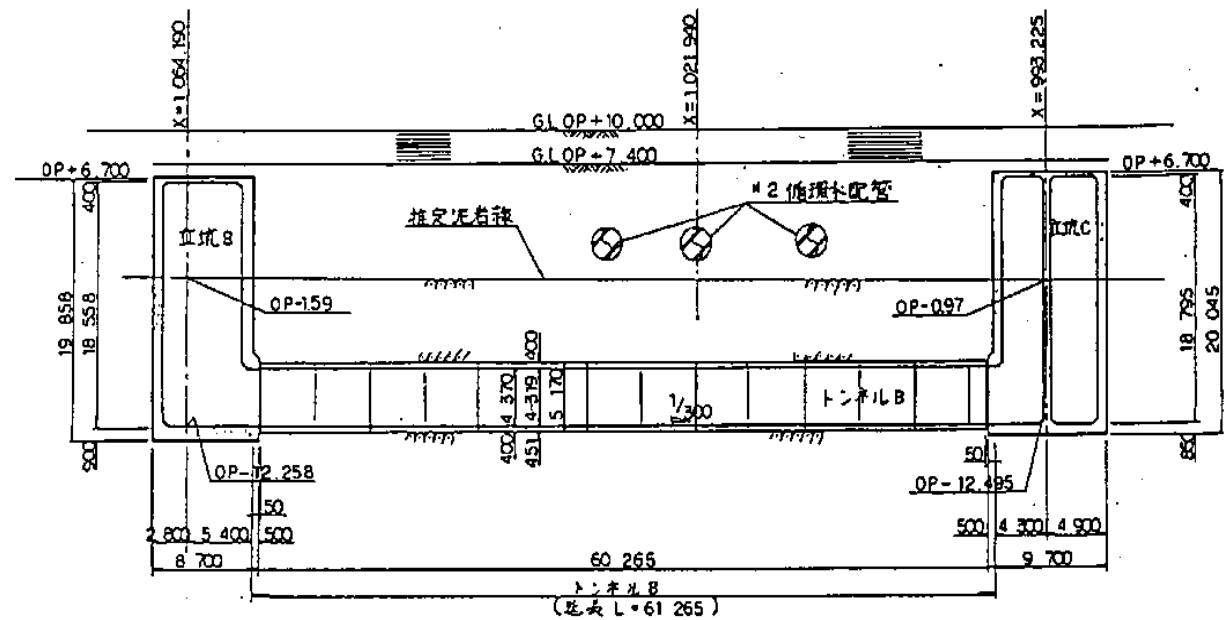 X=1.064.190
X=1.021.940
X=993.225
G.L OP+10.000
G.L OP+7.400
OP+6.700
OP+6.700
#2 循環水配管
推定泥岩線
立坑B
立坑C
400
400
OP-1.59
OP-0.97
19 858
18 558
18 795
20 045
400
4 370
400
4 319
451
5 170
1/300
トンネルB
900
850
OP-12.258
OP-12.495
50
50
2 800
5 400
500
500
4 300
4 900
8 700
60 265
9 700
トンネルB
(延長 L=61 265)